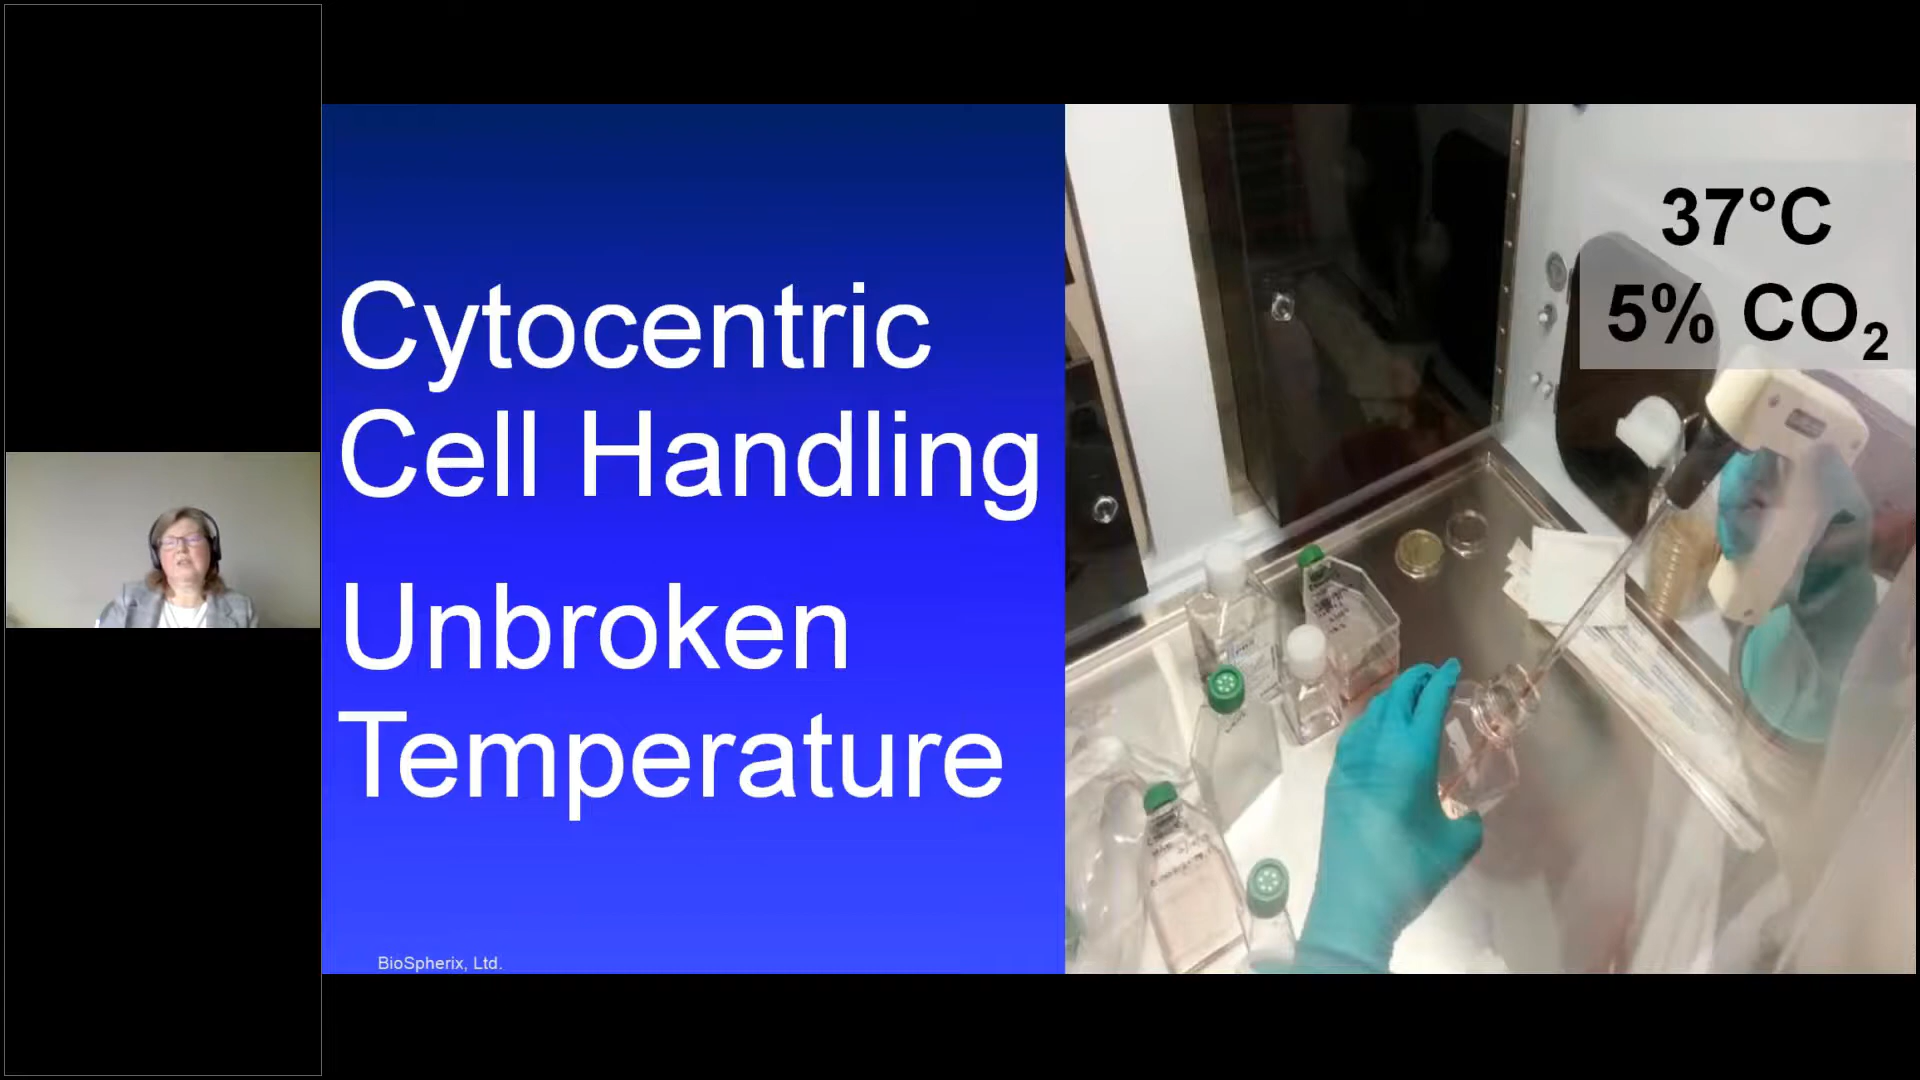 Cytocentric
Cell Handling
Unbroken
Temperature
BioSpherix, Ltd.
37°C
5% CO₂